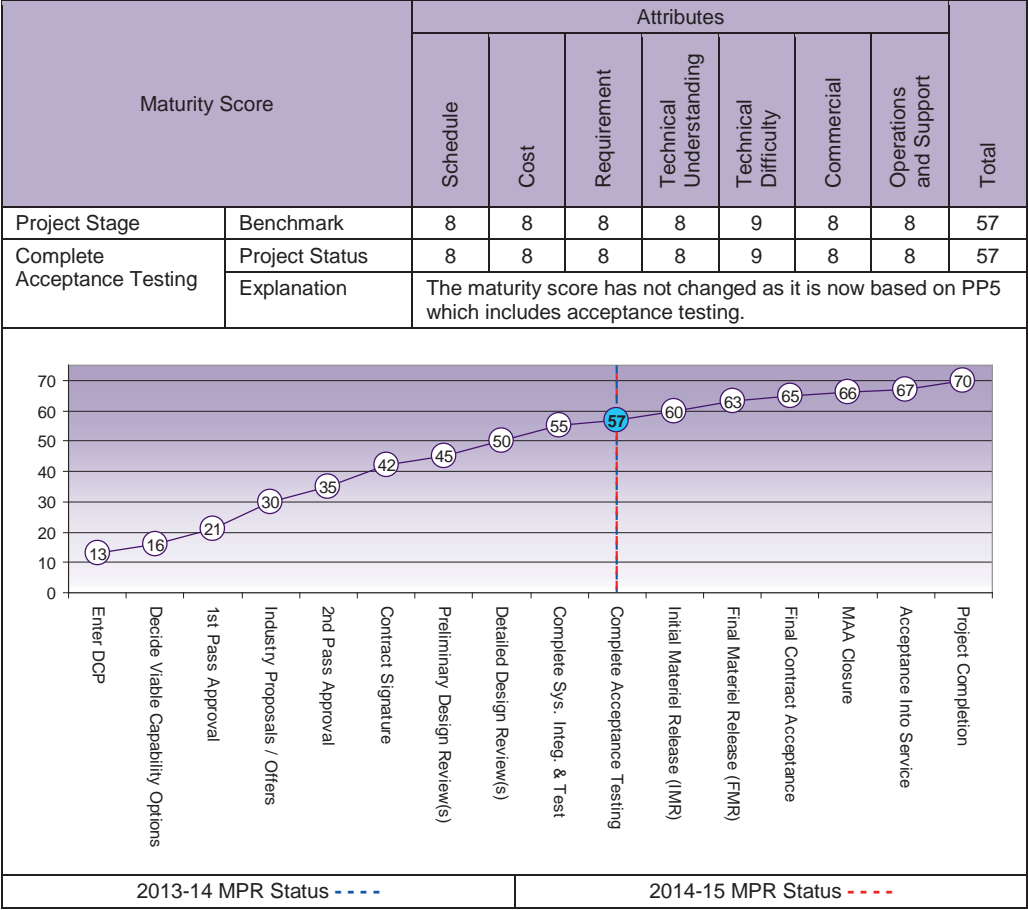 Maturity Score
Attributes
Schedule
Cost
Requirement
Technical
Understanding
Technical
Difficulty
Commercial
Operations
and Support
Total
Project Stage Benchmark 8 8 8 8 9 8 8 57
Complete
Acceptance Testing
Project Status 8 8 8 8 9 8 8 57
Explanation
The maturity score has not changed as it is now based on PP5
which includes acceptance testing.
70
60
50
40
30
20
10
0
13
16
21
30
35
42
45
50
55
57
60
63
65
66
67
70
Enter DCP
Decide Viable Capability Options
1st Pass Approval
Industry Proposals / Offers
2nd Pass Approval
Contract Signature
Preliminary Design Review(s)
Detailed Design Review(s)
Complete Sys. Integ. & Test
Complete Acceptance Testing
Initial Materiel Release (IMR)
Final Materiel Release (FMR)
Final Contract Acceptance
MAA Closure
Acceptance Into Service
Project Completion
2013-14 MPR Status - - - -
2014-15 MPR Status - - - -